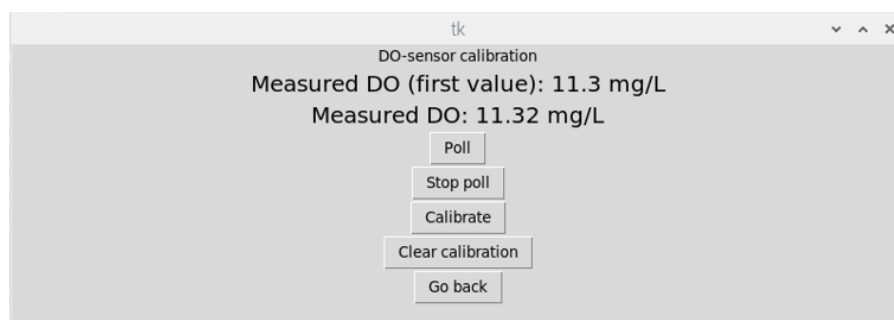 tk
DO-sensor calibration
Measured DO (first value): 11.3 mg/L
Measured DO: 11.32 mg/L
Poll
Stop poll
Calibrate
Clear calibration
Go back